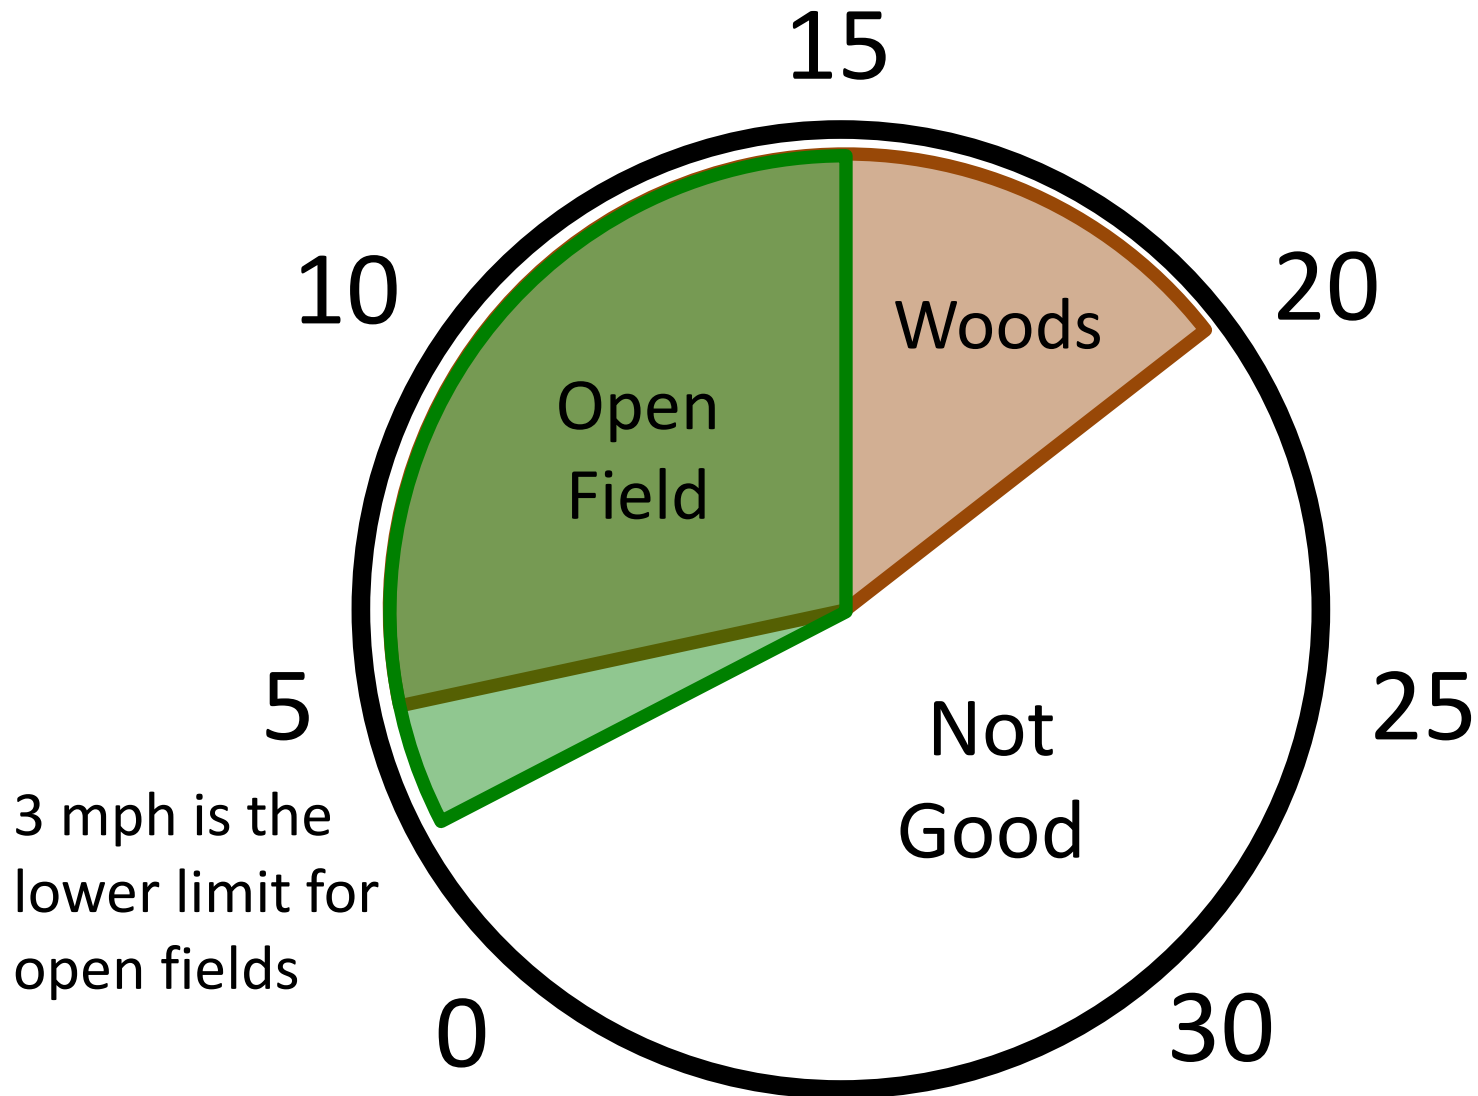 15
10
20
Woods
Open
Field
5
25
Not
Good
3 mph is the
lower limit for
open fields
0
30